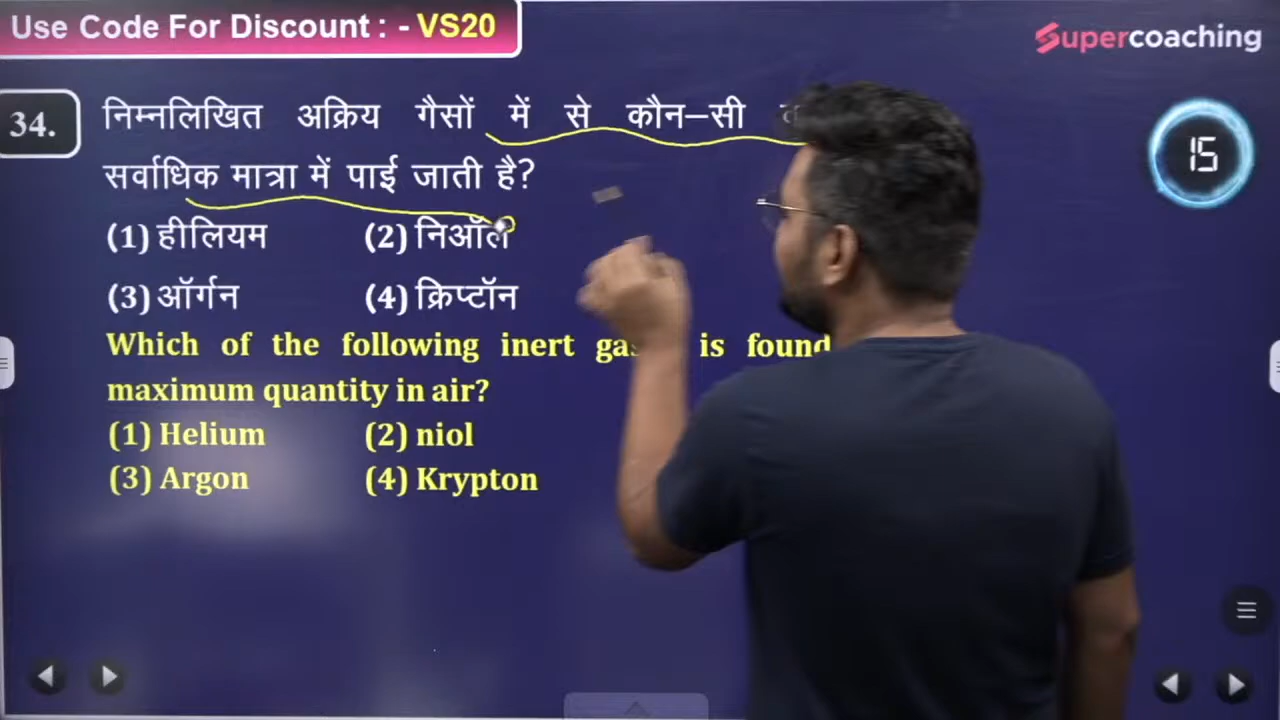 Use Code For Discount : - VS20
Supercoaching
34.
निम्नलिखित अक्रिय गैसों में से कौन–सी
15
सर्वाधिक मात्रा में पाई जाती है?
(1) हीलियम (2) निऑल
(3) ऑर्गन (4) क्रिप्टॉन
Which of the following inert is found
maximum quantity in air?
(1) Helium (2) niol
(3) Argon (4) Krypton